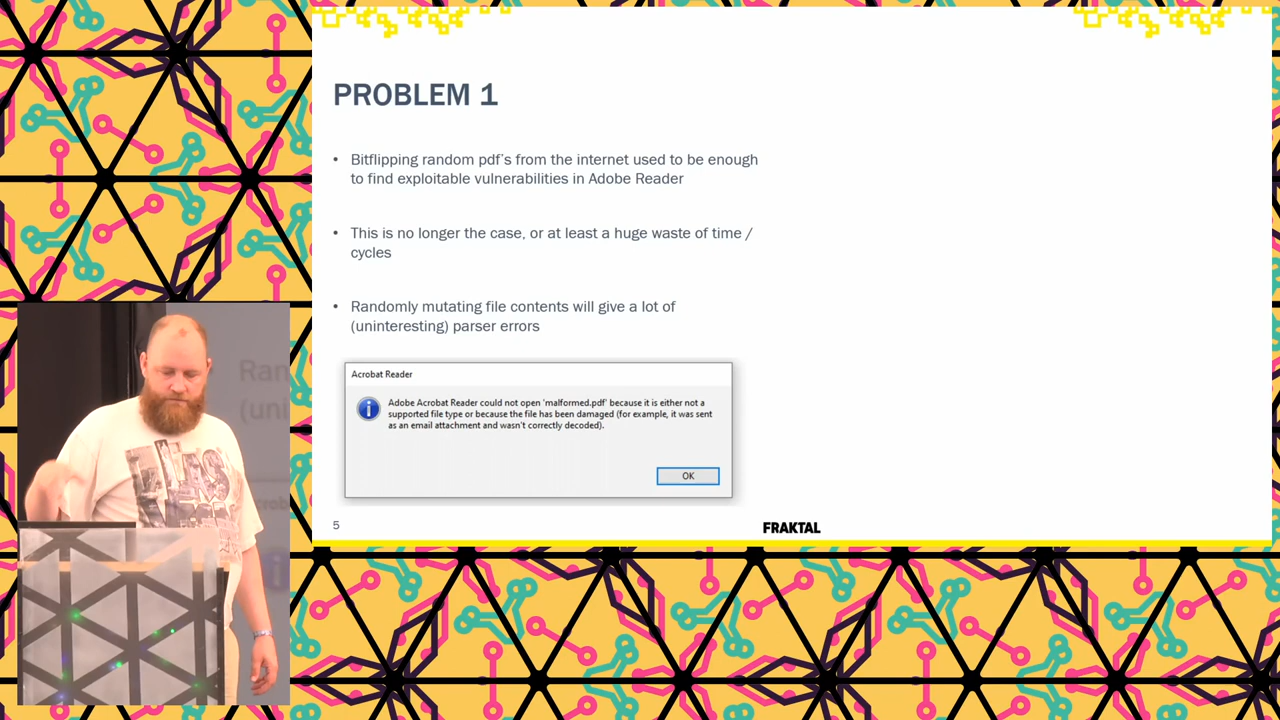 PROBLEM 1
• Bitflipping random pdf's from the internet used to be enough
to find exploitable vulnerabilities in Adobe Reader
• This is no longer the case, or at least a huge waste of time /
cycles
• Randomly mutating file contents will give a lot of
(uninteresting) parser errors
Acrobat Reader
Adobe Acrobat Reader could not open 'malformed.pdf' because it is either not a
supported file type or because the file has been damaged (for example, it was sent
as an email attachment and wasn't correctly decoded).
OK
5
FRAKTAL
Ran
(uni